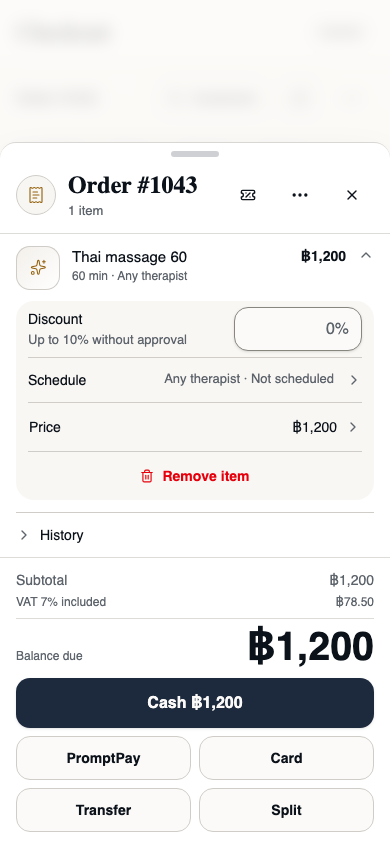 Order #1043
1 item
Thai massage 60
฿1,200
60 min · Any therapist
Discount
Up to 10% without approval
0%
Schedule
Any therapist · Not scheduled
Price
฿1,200
Remove item
History
Subtotal
฿1,200
VAT 7% included
฿78.50
Balance due
฿1,200
Cash ฿1,200
PromptPay
Card
Transfer
Split